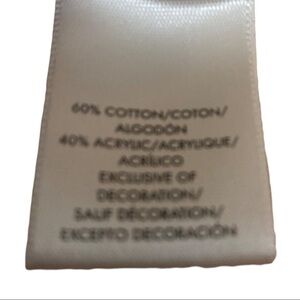 60% COTTON/COTON/
ALGODÓN
40% ACRYLIC/ACRYLIQUE/
ACRÍLICO
EXCLUSIVE OF
DECORATION/
SAUF DÉCORATION/
EXCEPTO DECORACIÓN